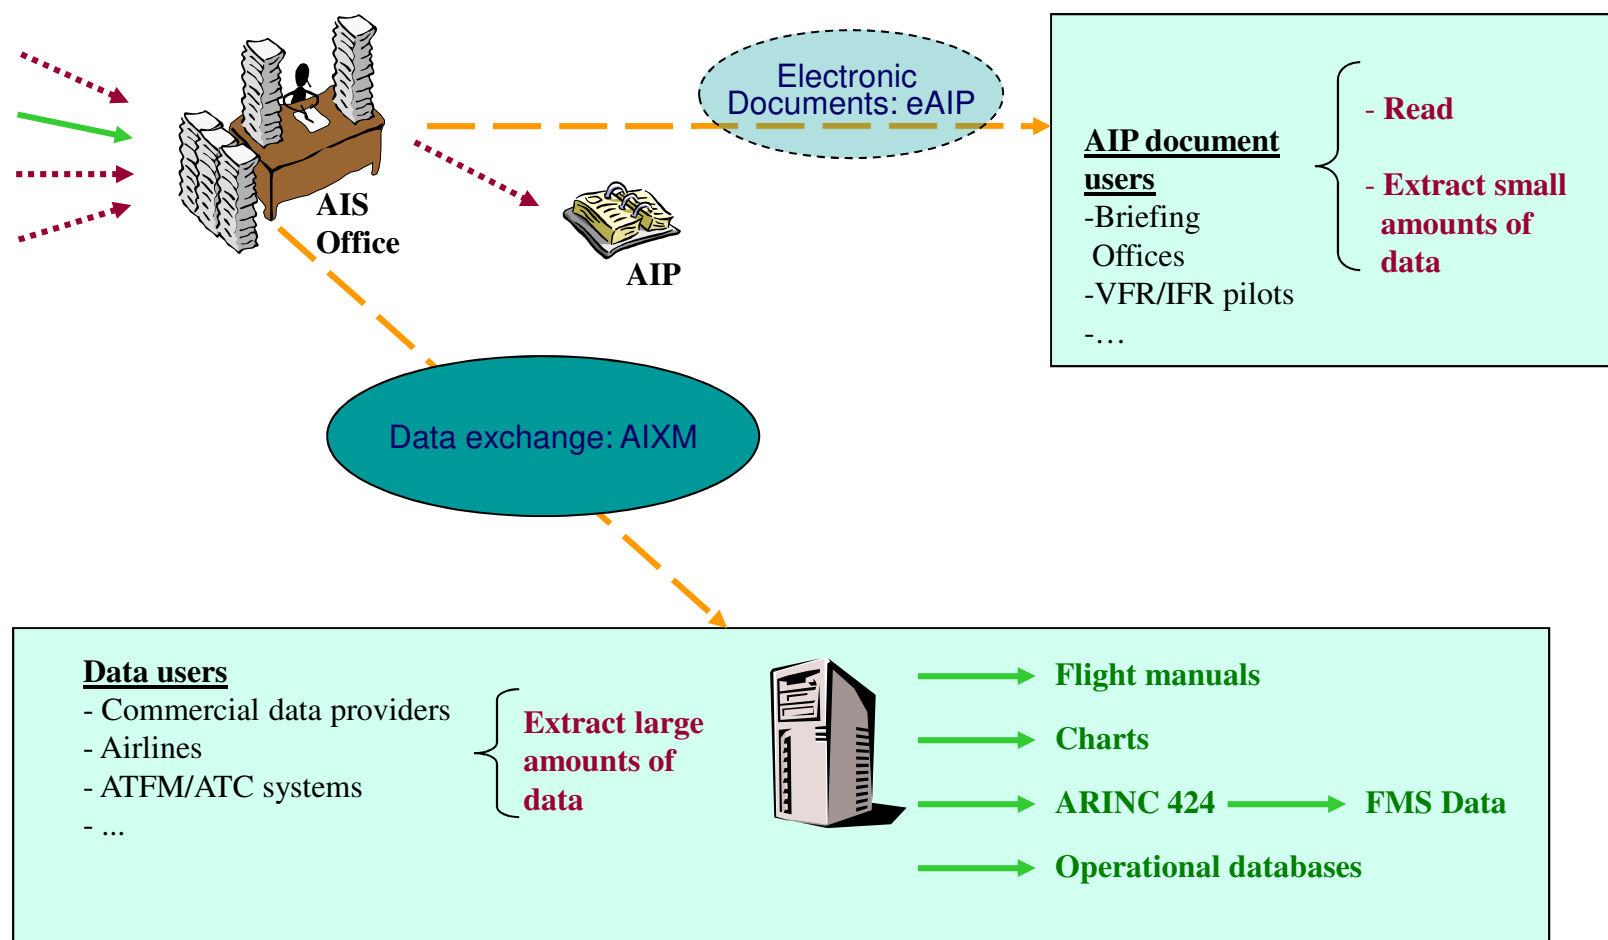 Electronic
Documents: eAIP
AIS
Office
AIP
AIP document
users
-Briefing
Offices
-VFR/IFR pilots
-…
- Read
- Extract small
amounts of
data
Data exchange: AIXM
Data users
- Commercial data providers
- Airlines
- ATFM/ATC systems
- ...
Extract large
amounts of
data
Flight manuals
Charts
ARINC 424
FMS Data
Operational databases